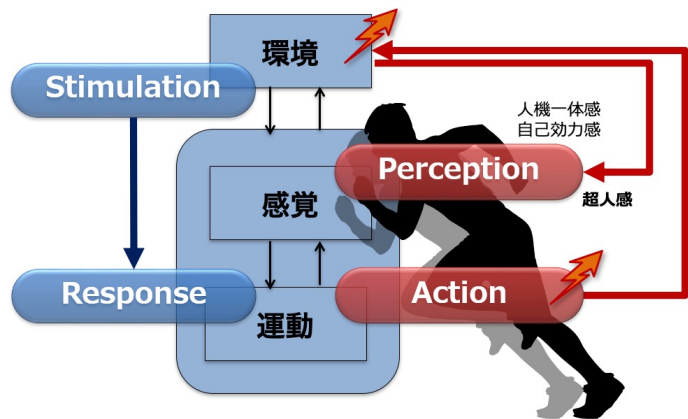 環境
Stimulation
人機一体感
自己効力感
Perception
超人感
感覚
Response
Action
運動